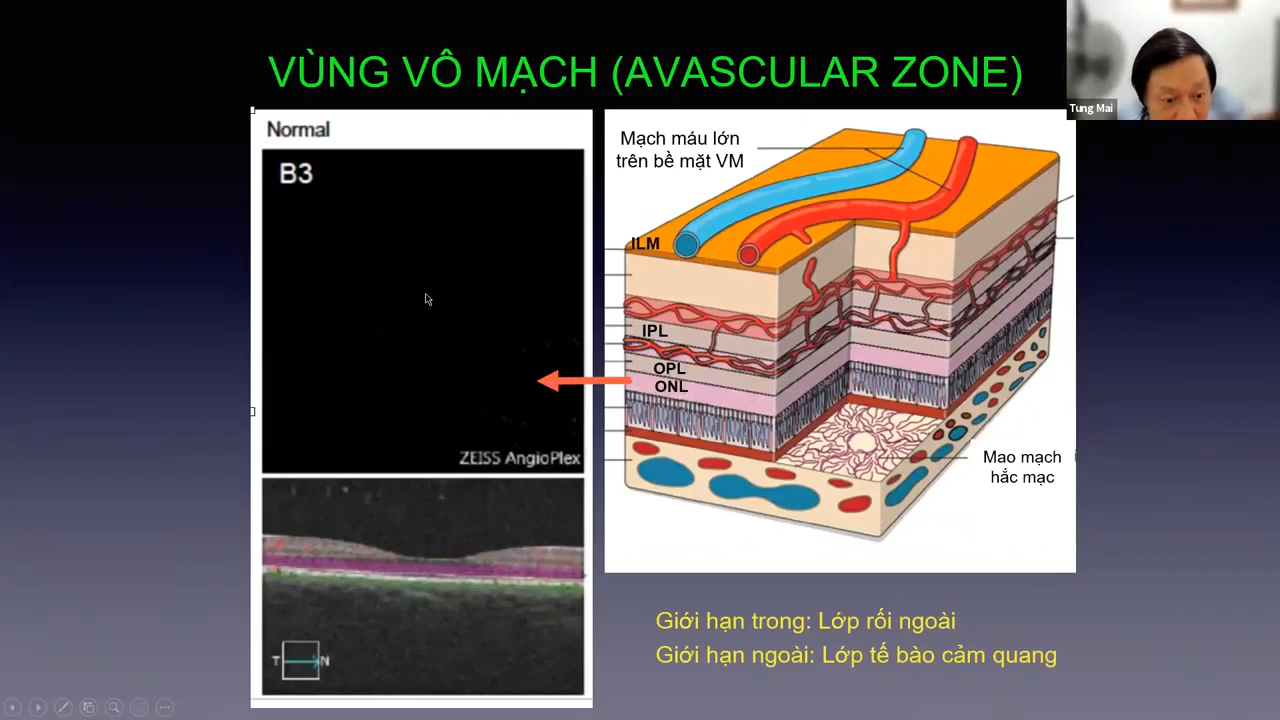 VÙNG VÔ MẠCH (AVASCULAR ZONE)
Tung Mai
Normal
B3
ZEISS AngioPlex
T N
Mạch máu lớn
trên bề mặt VM
ILM
IPL
OPL
ONL
Mao mạch
hắc mạc
Giới hạn trong: Lớp rối ngoài
Giới hạn ngoài: Lớp tế bào cảm quang